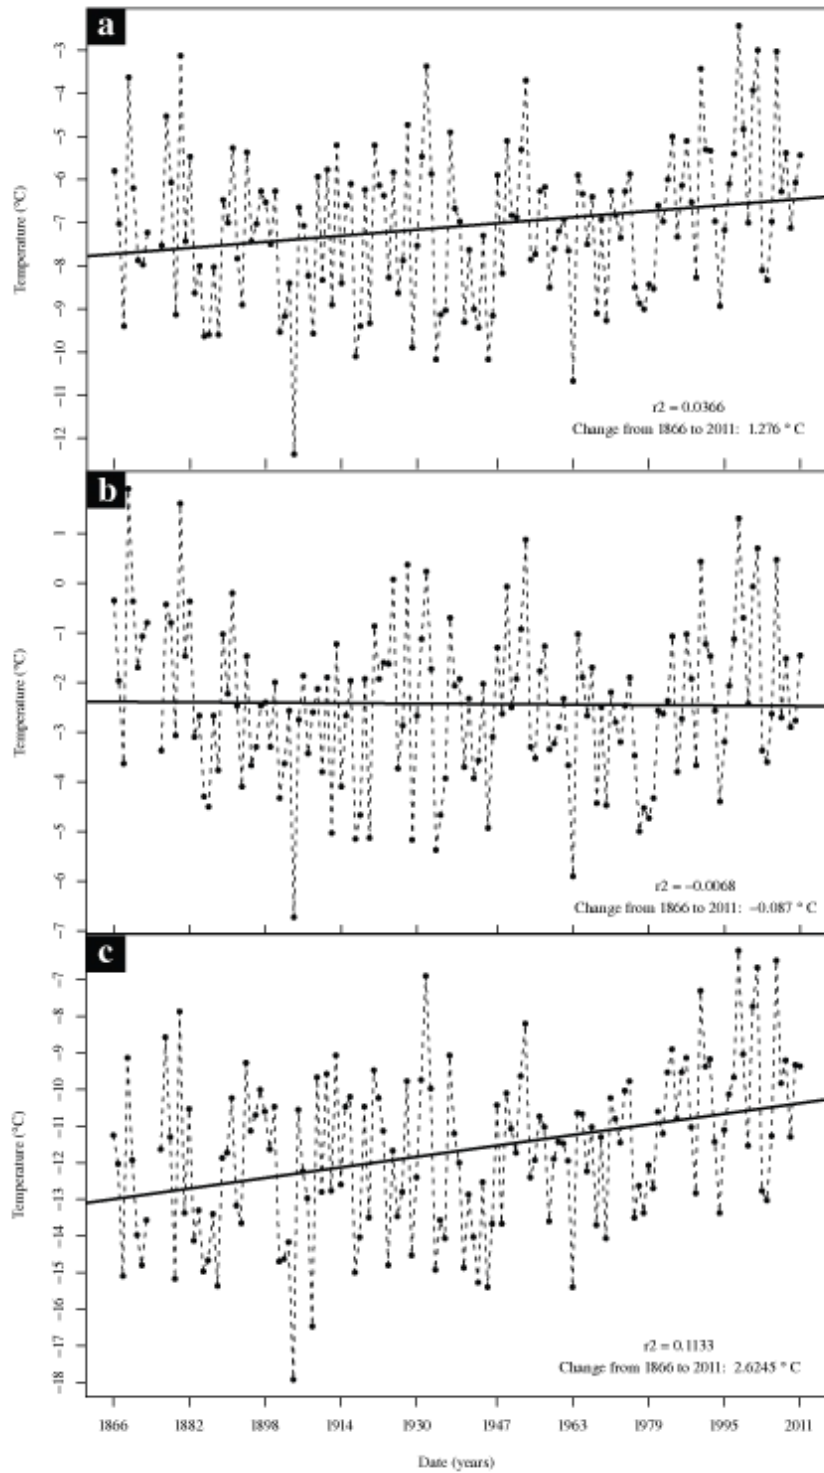 a
−3
−4
−5
−6
−7
−8
−9
−10
−11
−12
Temperature (°C)
r2 = 0.0366
Change from 1866 to 2011: 1.276 ° C
b
1
0
−1
−2
−3
−4
−5
−6
−7
Temperature (°C)
r2 = −0.0068
Change from 1866 to 2011: −0.087 ° C
c
−7
−8
−9
−10
−11
−12
−13
−14
−15
−16
−17
−18
Temperature (°C)
r2 = 0.1133
Change from 1866 to 2011: 2.6245 ° C
1866 1882 1898 1914 1930 1947 1963 1979 1995 2011
Date (years)